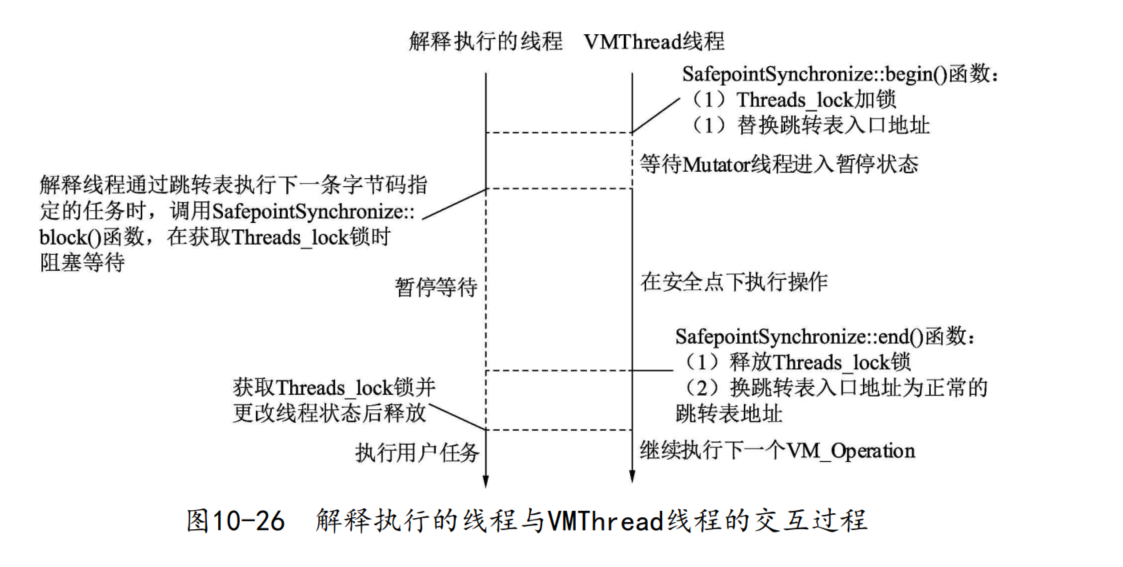 解释执行的线程 VMThread线程
SafepointSynchronize::begin()函数：
（1）Threads_lock加锁
（1）替换跳转表入口地址
等待Mutator线程进入暂停状态
解释线程通过跳转表执行下一条字节码指
定的任务时，调用SafepointSynchronize::
block()函数，在获取Threads_lock锁时
阻塞等待
暂停等待
在安全点下执行操作
SafepointSynchronize::end()函数：
（1）释放Threads_lock锁
（2）换跳转表入口地址为正常的
跳转表地址
获取Threads_lock锁并
更改线程状态后释放
执行用户任务
继续执行下一个VM_Operation
图10-26 解释执行的线程与VMThread线程的交互过程